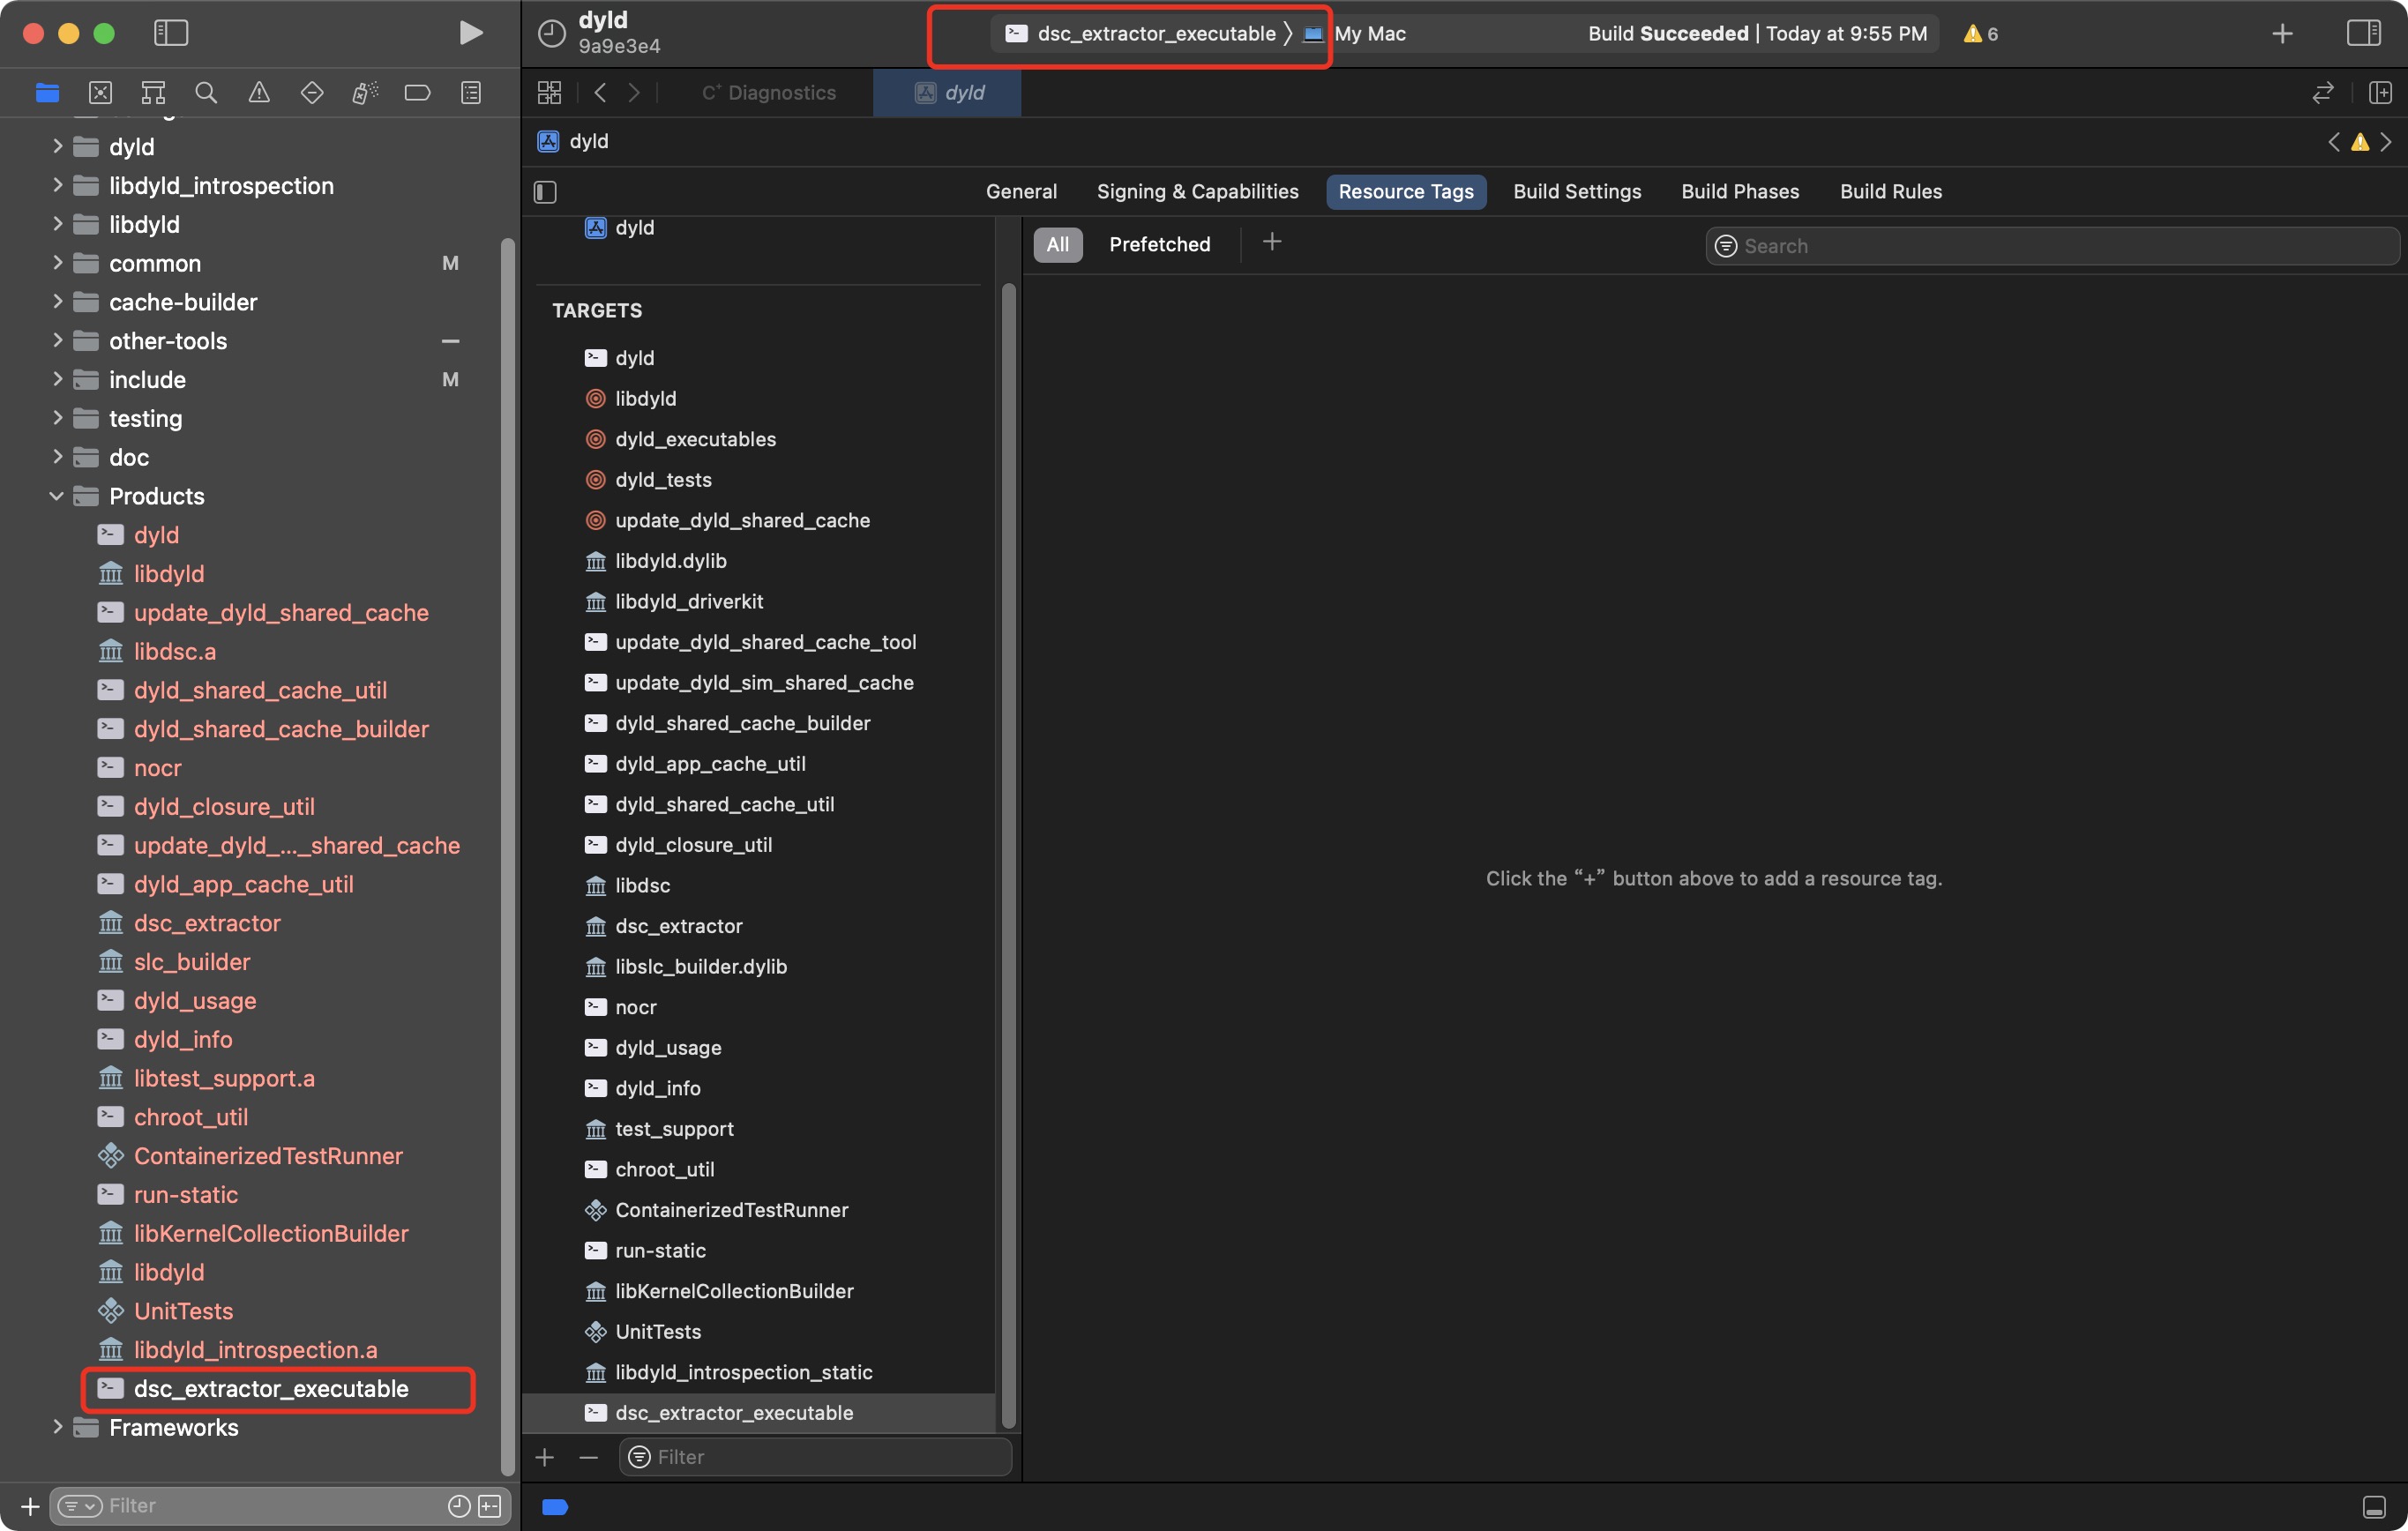 dyld
9a9e3e4
dsc_extractor_executable
My Mac
Build Succeeded | Today at 9:55 PM
6
C⁺ Diagnostics
dyld
dyld
General
Signing & Capabilities
Resource Tags
Build Settings
Build Phases
Build Rules
dyld
libdyld_introspection
libdyld
common M
cache-builder
other-tools
include M
testing
doc
Products
dyld
libdyld
update_dyld_shared_cache
libdsc.a
dyld_shared_cache_util
dyld_shared_cache_builder
nocr
dyld_closure_util
update_dyld_..._shared_cache
dyld_app_cache_util
dsc_extractor
slc_builder
dyld_usage
dyld_info
libtest_support.a
chroot_util
ContainerizedTestRunner
run-static
libKernelCollectionBuilder
libdyld
UnitTests
libdyld_introspection.a
dsc_extractor_executable
Frameworks
Filter
dyld
TARGETS
dyld
libdyld
dyld_executables
dyld_tests
update_dyld_shared_cache
libdyld.dylib
libdyld_driverkit
update_dyld_shared_cache_tool
update_dyld_sim_shared_cache
dyld_shared_cache_builder
dyld_app_cache_util
dyld_shared_cache_util
dyld_closure_util
libdsc
dsc_extractor
libslc_builder.dylib
nocr
dyld_usage
dyld_info
test_support
chroot_util
ContainerizedTestRunner
run-static
libKernelCollectionBuilder
UnitTests
libdyld_introspection_static
dsc_extractor_executable
Filter
All
Prefetched
Search
Click the “+” button above to add a resource tag.